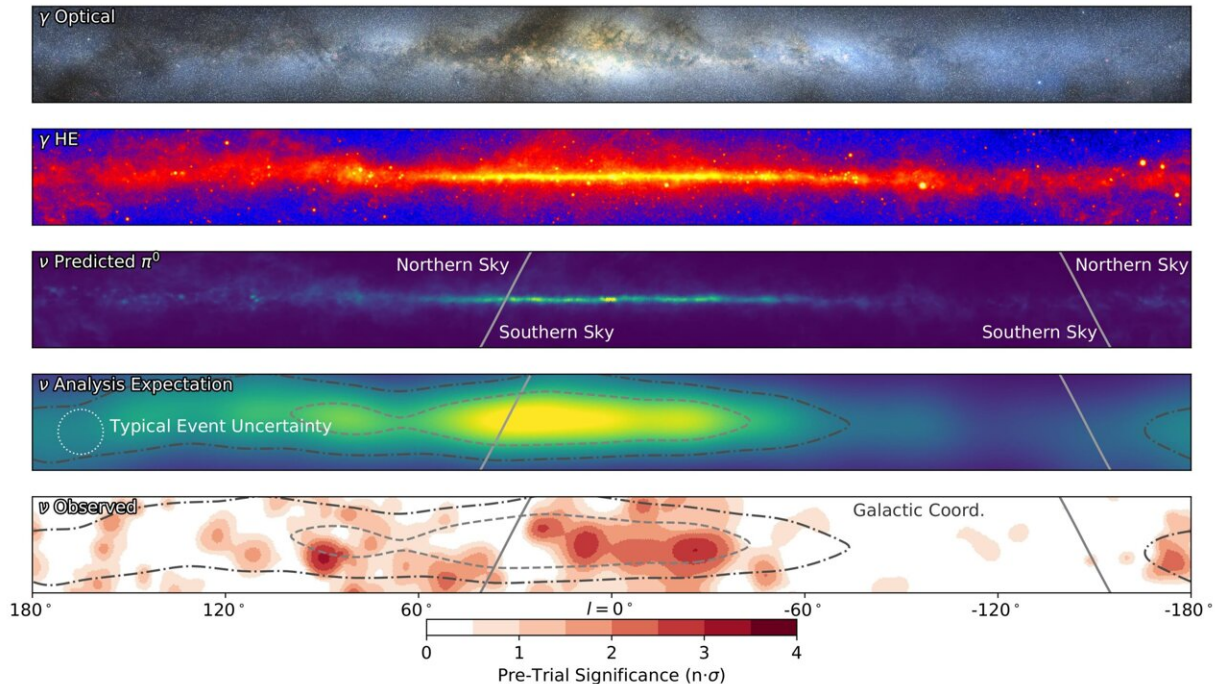 γ Optical
γ HE
ν Predicted π⁰
Northern Sky
Northern Sky
Southern Sky
Southern Sky
ν Analysis Expectation
Typical Event Uncertainty
ν Observed
Galactic Coord.
180° 120° 60° l = 0° -60° -120° -180°
0 1 2 3 4
Pre-Trial Significance (n·σ)